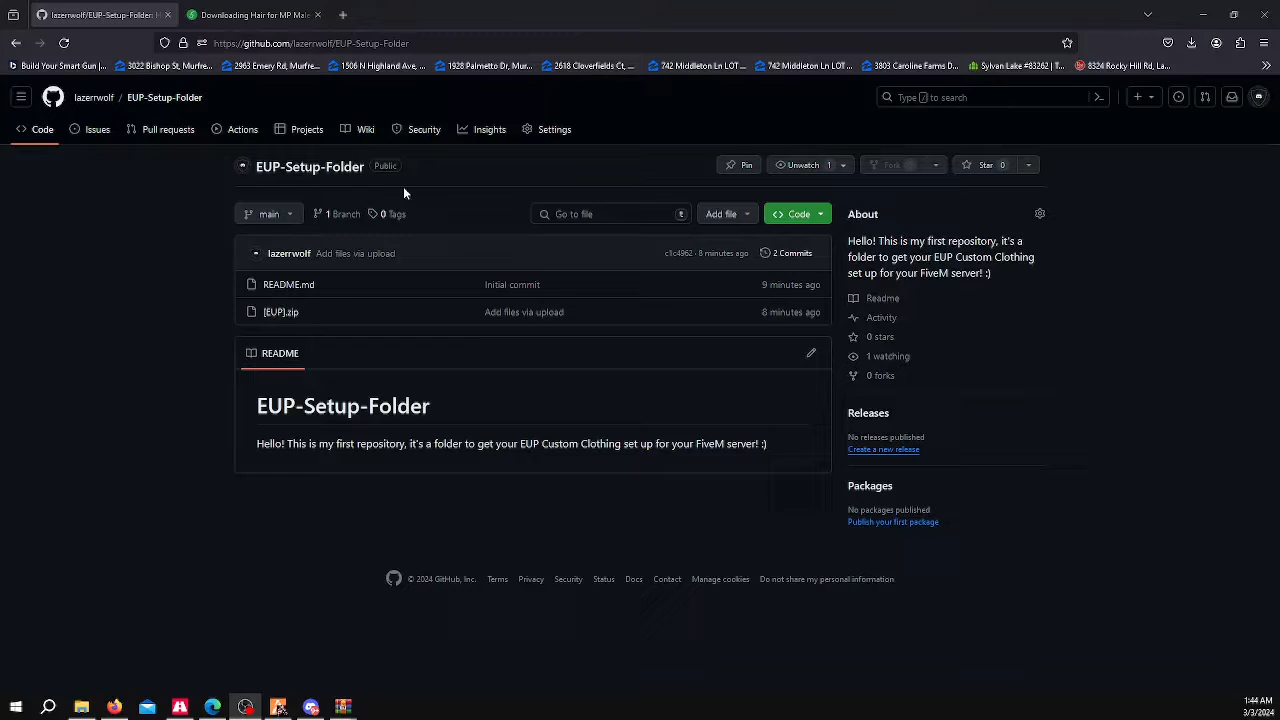 lazerrwolf/EUP-Setup-Folder: H
Downloading Hair for MP Male
https://github.com/lazerrwolf/EUP-Setup-Folder
Build Your Smart Gun |...
3022 Bishop St, Murfre...
2963 Emery Rd, Murfre...
1506 N Highland Ave, ...
1928 Palmetto Dr, Mur...
2618 Cloverfields Ct, ...
742 Middleton Ln LOT ...
742 Middleton Ln LOT ...
3803 Caroline Farms D...
Sylvan Lake #83262 | T...
8324 Rocky Hill Rd, La...
lazerrwolf / EUP-Setup-Folder
Type / to search
Code Issues Pull requests Actions Projects Wiki Security Insights Settings
EUP-Setup-Folder Public
Pin Unwatch 1 Fork Star 0
main 1 Branch 0 Tags Go to file t Add file Code
lazerrwolf Add files via upload c1c4962 · 8 minutes ago 2 Commits
README.md Initial commit 9 minutes ago
[EUP].zip Add files via upload 8 minutes ago
README
EUP-Setup-Folder
Hello! This is my first repository, it's a folder to get your EUP Custom Clothing set up for your FiveM server! :)
About
Hello! This is my first repository, it's a
folder to get your EUP Custom Clothing
set up for your FiveM server! :)
Readme
Activity
0 stars
1 watching
0 forks
Releases
No releases published
Create a new release
Packages
No packages published
Publish your first package
© 2024 GitHub, Inc. Terms Privacy Security Status Docs Contact Manage cookies Do not share my personal information
1:44 AM
3/3/2024